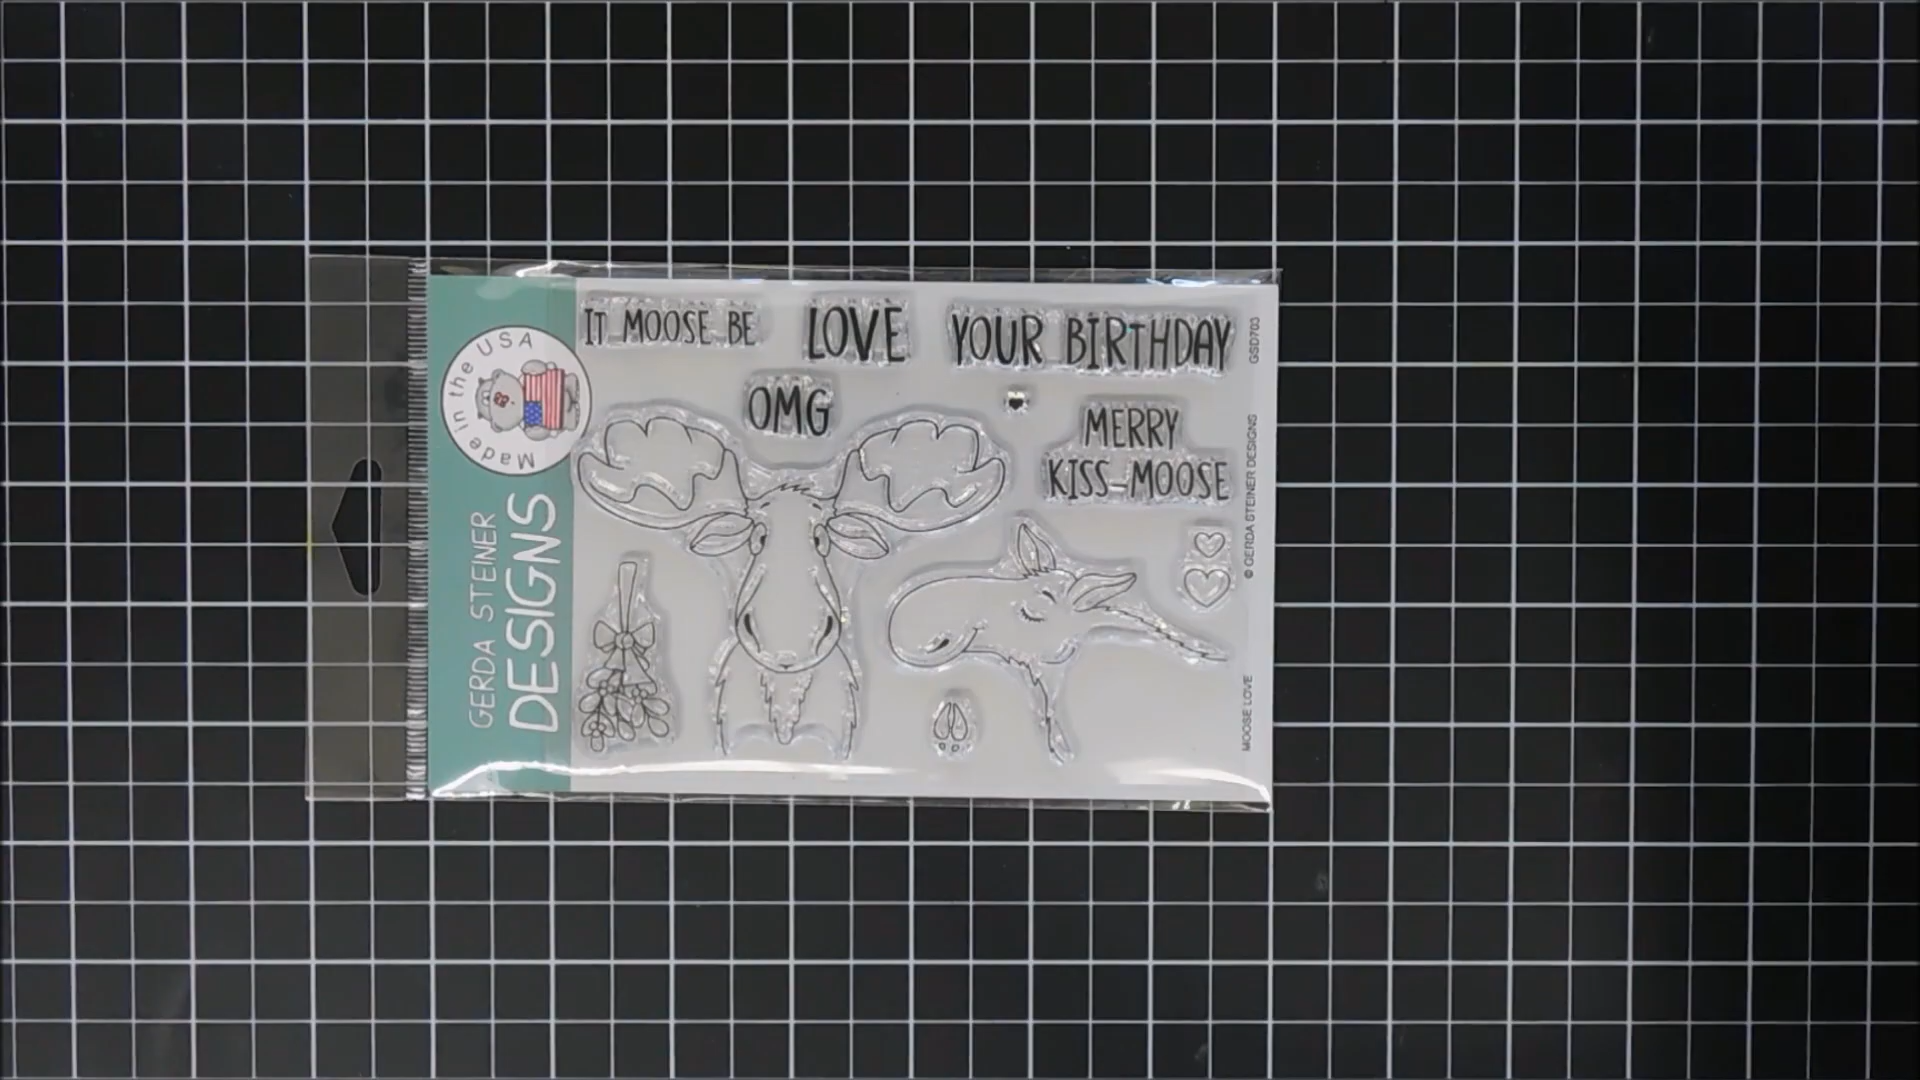 IT MOOSE BE
LOVE
YOUR BIRTHDAY
OMG
MERRY
KISS-MOOSE
Made in the USA
GERDA STEINER
DESIGNS
MOOSE LOVE
© GERDA STEINER DESIGNS
GSD703